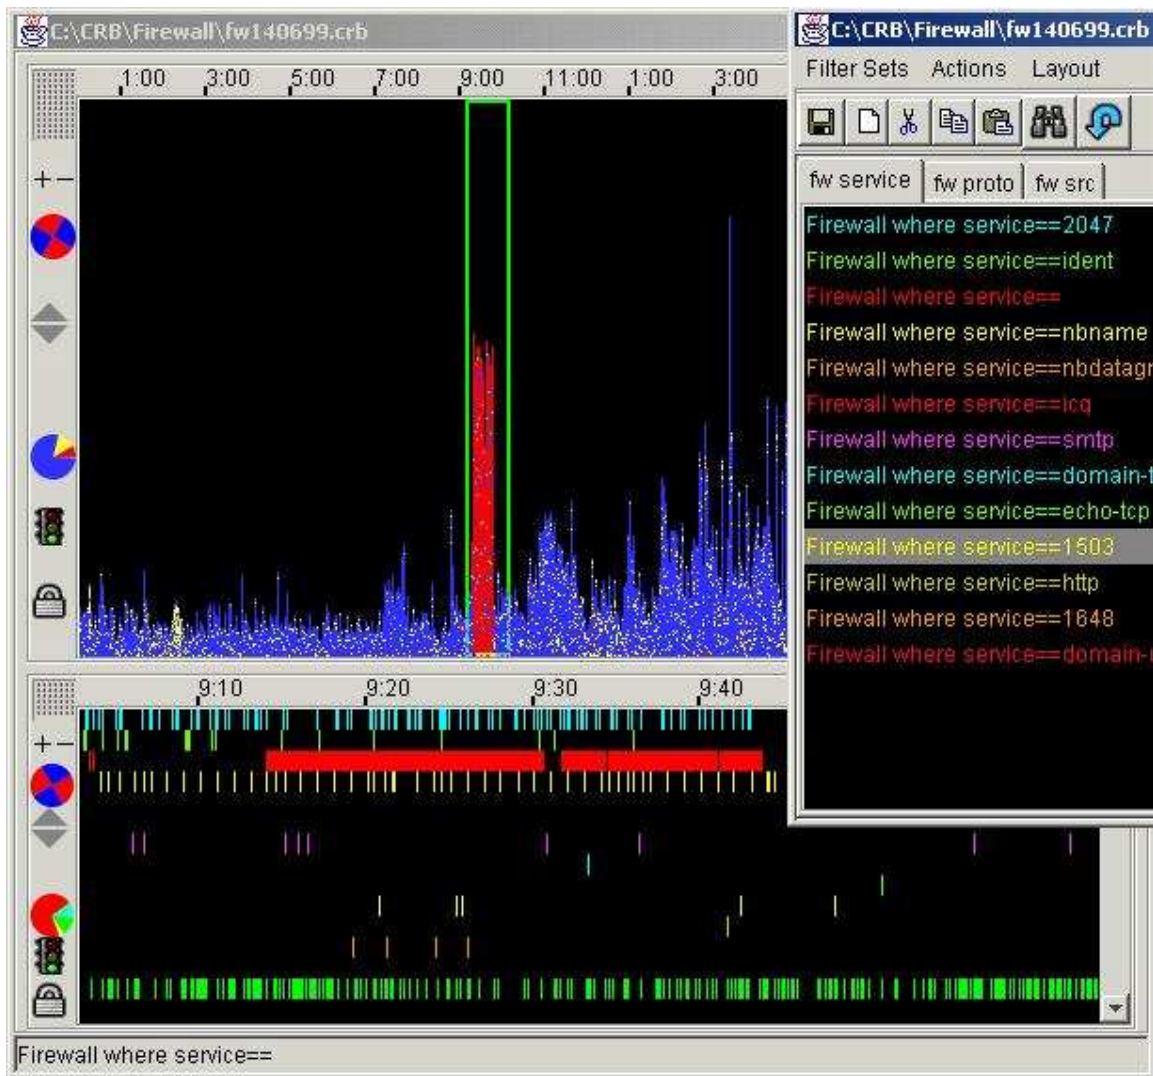 C:\CRB\Firewall\fw140699.crb
1:00 3:00 5:00 7:00 9:00 11:00 1:00 3:00
9:10 9:20 9:30 9:40
Firewall where service==
C:\CRB\Firewall\fw140699.crb
Filter Sets Actions Layout
fw service fw proto fw src
Firewall where service==2047
Firewall where service==ident
Firewall where service==
Firewall where service==nbname
Firewall where service==nbdatagr
Firewall where service==icq
Firewall where service==smtp
Firewall where service==domain-t
Firewall where service==echo-tcp
Firewall where service==1503
Firewall where service==http
Firewall where service==1648
Firewall where service==domain-